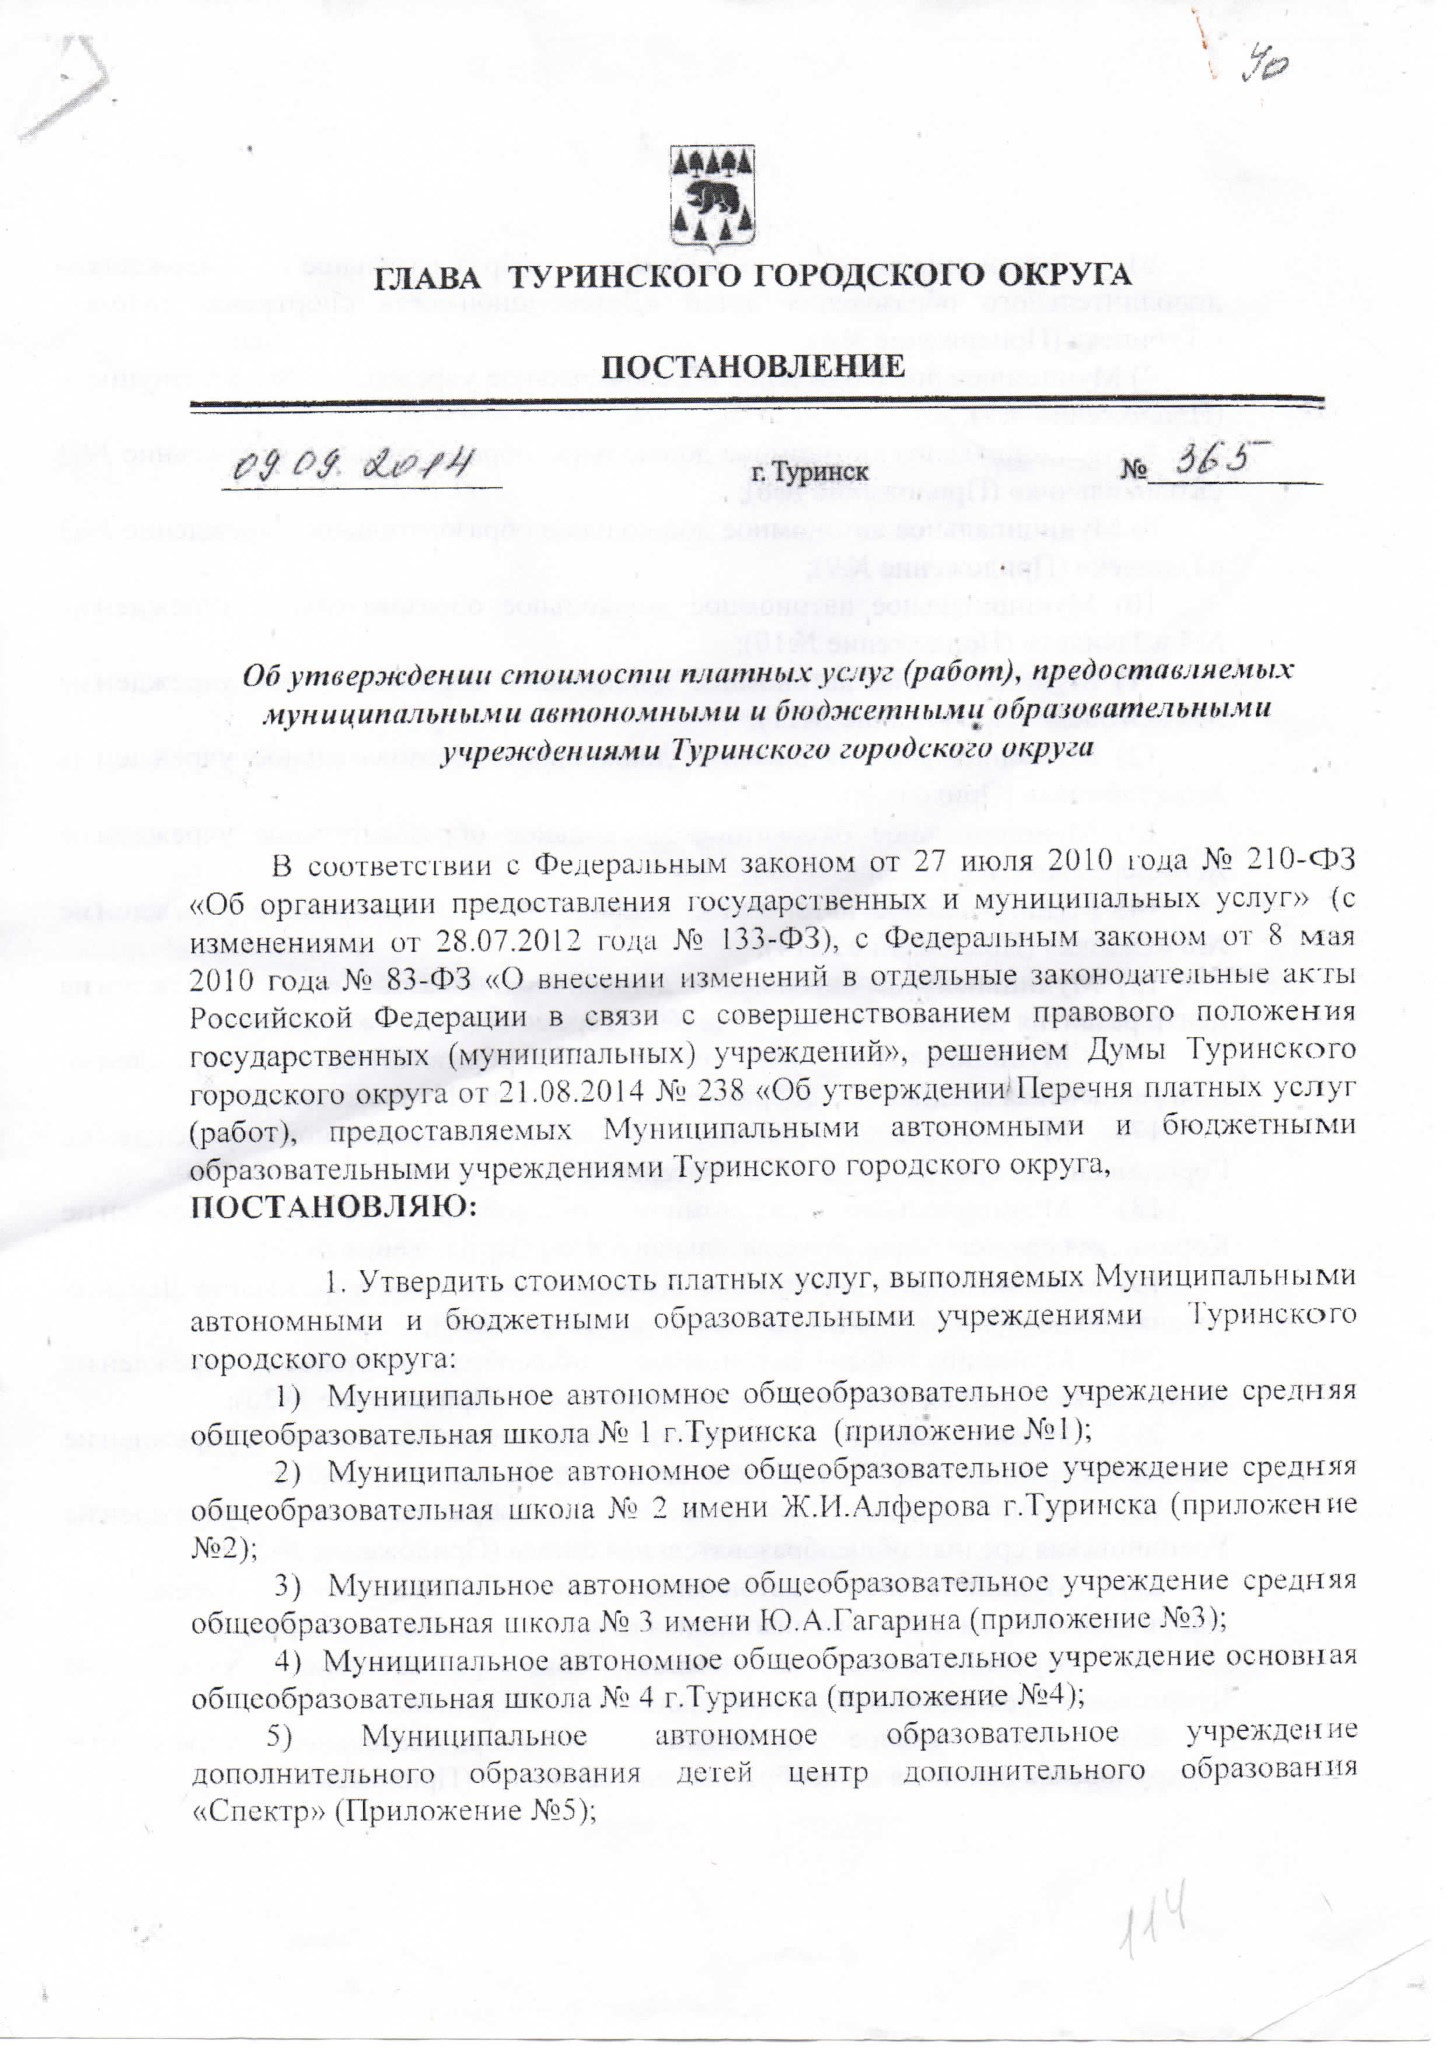 40
ГЛАВА ТУРИНСКОГО ГОРОДСКОГО ОКРУГА
ПОСТАНОВЛЕНИЕ
09.09.2014 г. Туринск № 365
Об утверждении стоимости платных услуг (работ), предоставляемых
муниципальными автономными и бюджетными образовательными
учреждениями Туринского городского округа
В соответствии с Федеральным законом от 27 июля 2010 года № 210-ФЗ
«Об организации предоставления государственных и муниципальных услуг» (с
изменениями от 28.07.2012 года № 133-ФЗ), с Федеральным законом от 8 мая
2010 года № 83-ФЗ «О внесении изменений в отдельные законодательные акты
Российской Федерации в связи с совершенствованием правового положения
государственных (муниципальных) учреждений», решением Думы Туринского
городского округа от 21.08.2014 № 238 «Об утверждении Перечня платных услуг
(работ), предоставляемых Муниципальными автономными и бюджетными
образовательными учреждениями Туринского городского округа,
ПОСТАНОВЛЯЮ:
1. Утвердить стоимость платных услуг, выполняемых Муниципальными
автономными и бюджетными образовательными учреждениями Туринского
городского округа:
1) Муниципальное автономное общеобразовательное учреждение средняя
общеобразовательная школа № 1 г.Туринска (приложение №1);
2) Муниципальное автономное общеобразовательное учреждение средняя
общеобразовательная школа № 2 имени Ж.И.Алферова г.Туринска (приложение
№2);
3) Муниципальное автономное общеобразовательное учреждение средняя
общеобразовательная школа № 3 имени Ю.А.Гагарина (приложение №3);
4) Муниципальное автономное общеобразовательное учреждение основная
общеобразовательная школа № 4 г.Туринска (приложение №4);
5) Муниципальное автономное образовательное учреждение
дополнительного образования детей центр дополнительного образования
«Спектр» (Приложение №5);
114